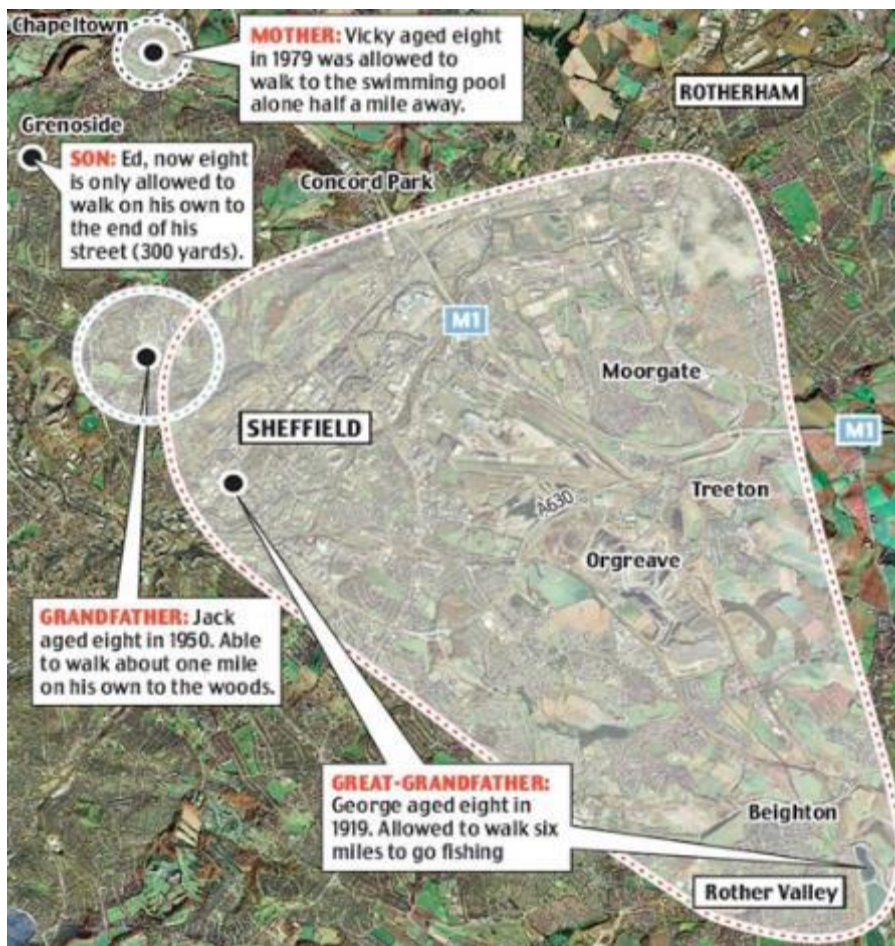 Chapeltown
MOTHER: Vicky aged eight
in 1979 was allowed to
walk to the swimming pool
alone half a mile away.
ROTHERHAM
Grenoside
SON: Ed, now eight
is only allowed to
walk on his own to
the end of his
street (300 yards).
Concord Park
M1
Moorgate
SHEFFIELD
M1
Treeton
A630
Orgreave
GRANDFATHER: Jack
aged eight in 1950. Able
to walk about one mile
on his own to the woods.
GREAT-GRANDFATHER:
George aged eight in
1919. Allowed to walk six
miles to go fishing
Beighton
Rother Valley